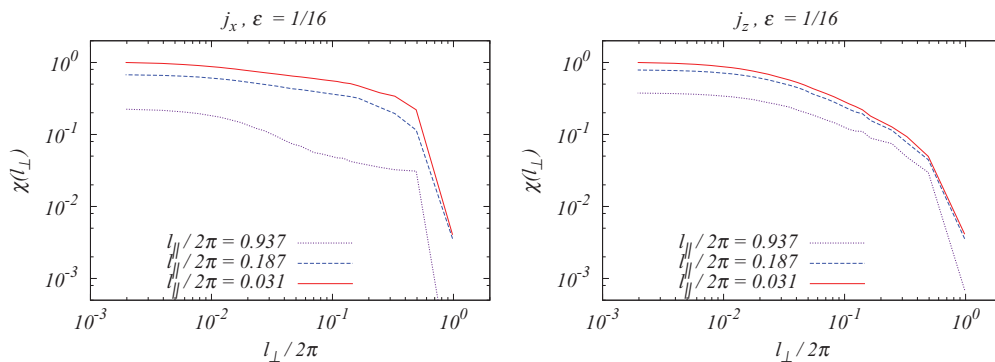 j_x , ε = 1/16
χ(l_⊥)
10^0
10^-1
10^-2
10^-3
l_∥ / 2π = 0.937
l_∥ / 2π = 0.187
l_∥ / 2π = 0.031
10^-3
10^-2
10^-1
10^0
l_⊥ / 2π
j_z , ε = 1/16
χ(l_⊥)
10^0
10^-1
10^-2
10^-3
l_∥ / 2π = 0.937
l_∥ / 2π = 0.187
l_∥ / 2π = 0.031
10^-3
10^-2
10^-1
10^0
l_⊥ / 2π